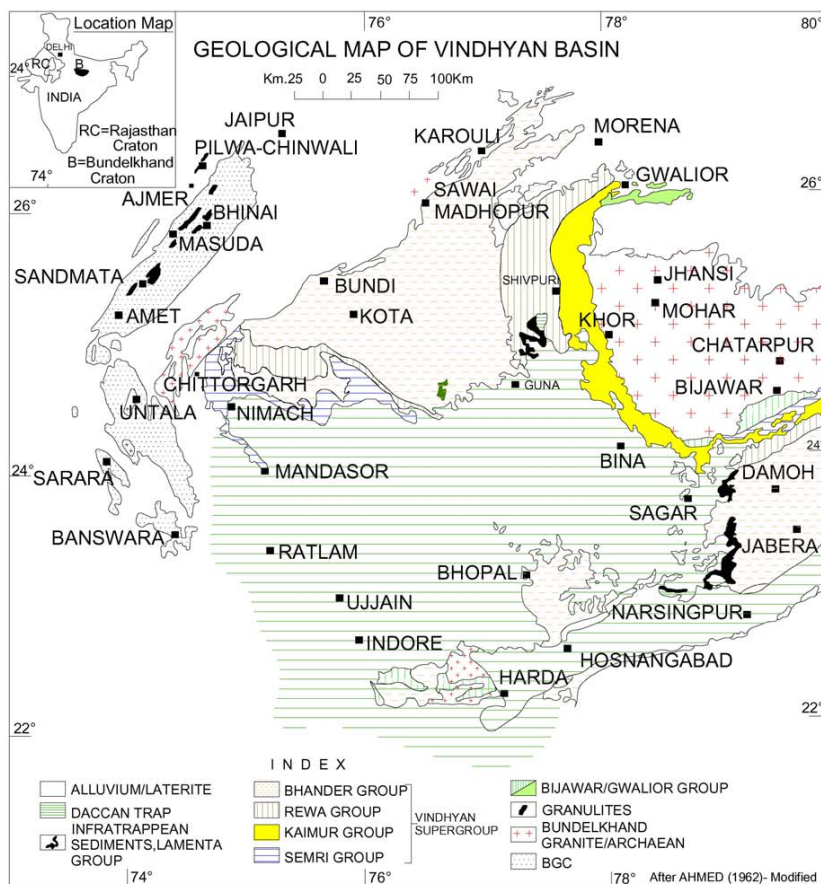 Location Map
DELHI
24°
RC
B
INDIA
RC=Rajasthan
Craton
B=Bundelkhand
Craton
74°
76°
78°
80°
GEOLOGICAL MAP OF VINDHYAN BASIN
Km.25 0 25 50 75 100Km
JAIPUR
PILWA-CHINWALI
KAROULI
MORENA
AJMER
SAWAI
MADHOPUR
GWALIOR
26°
26°
BHINAI
MASUDA
SANDMATA
BUNDI
SHIVPURI
JHANSI
AMET
KOTA
KHOR
MOHAR
CHATARPUR
CHITTORGARH
GUNA
BIJAWAR
UNTALA
NIMACH
BINA
24°
SARARA
24°
MANDASOR
DAMOH
SAGAR
BANSWARA
JABERA
RATLAM
BHOPAL
UJJAIN
NARSINGPUR
INDORE
HOSNANGABAD
HARDA
22°
22°
INDEX
ALLUVIUM/LATERITE
DACCAN TRAP
INFRATRAPPEAN
SEDIMENTS,LAMENTA
GROUP
BHANDER GROUP
REWA GROUP
KAIMUR GROUP
SEMRI GROUP
VINDHYAN
SUPERGROUP
BIJAWAR/GWALIOR GROUP
GRANULITES
BUNDELKHAND
GRANITE/ARCHAEAN
BGC
74°
76°
78°
After AHMED (1962)- Modified